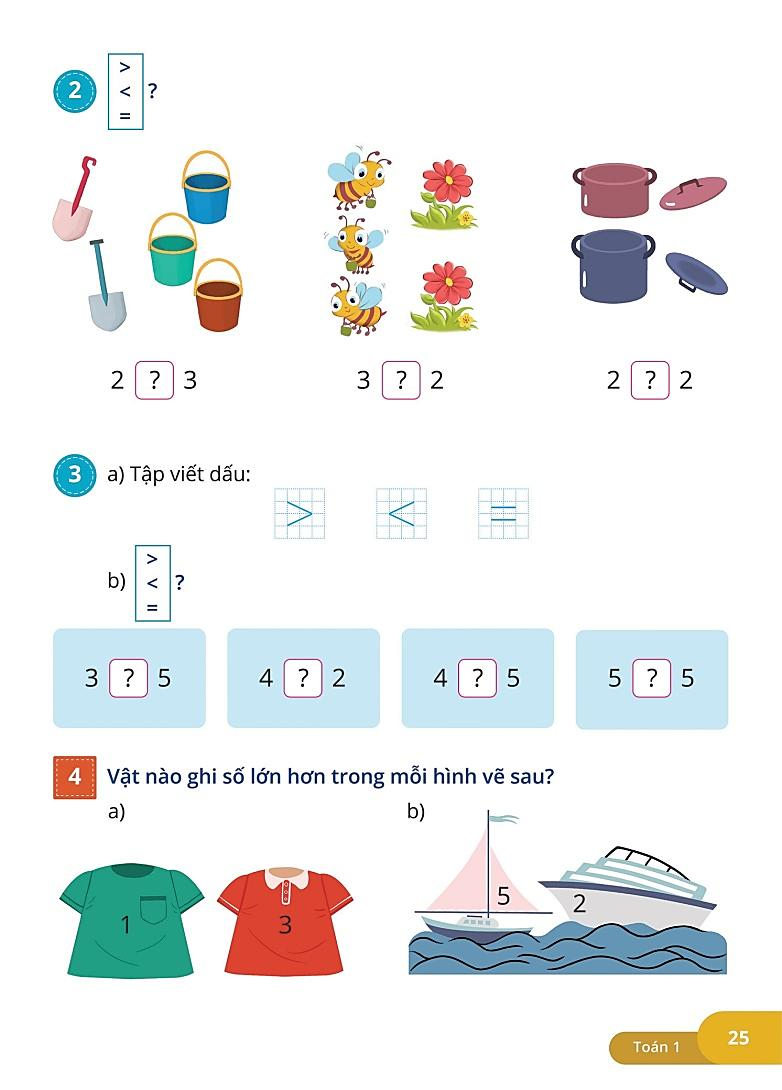 2
>
<
=
?
2 ? 3
3 ? 2
2 ? 2
3
a) Tập viết dấu:
> < =
b)
>
<
=
?
3 ? 5
4 ? 2
4 ? 5
5 ? 5
4
Vật nào ghi số lớn hơn trong mỗi hình vẽ sau?
a)
b)
1
3
5
2
Toán 1
25